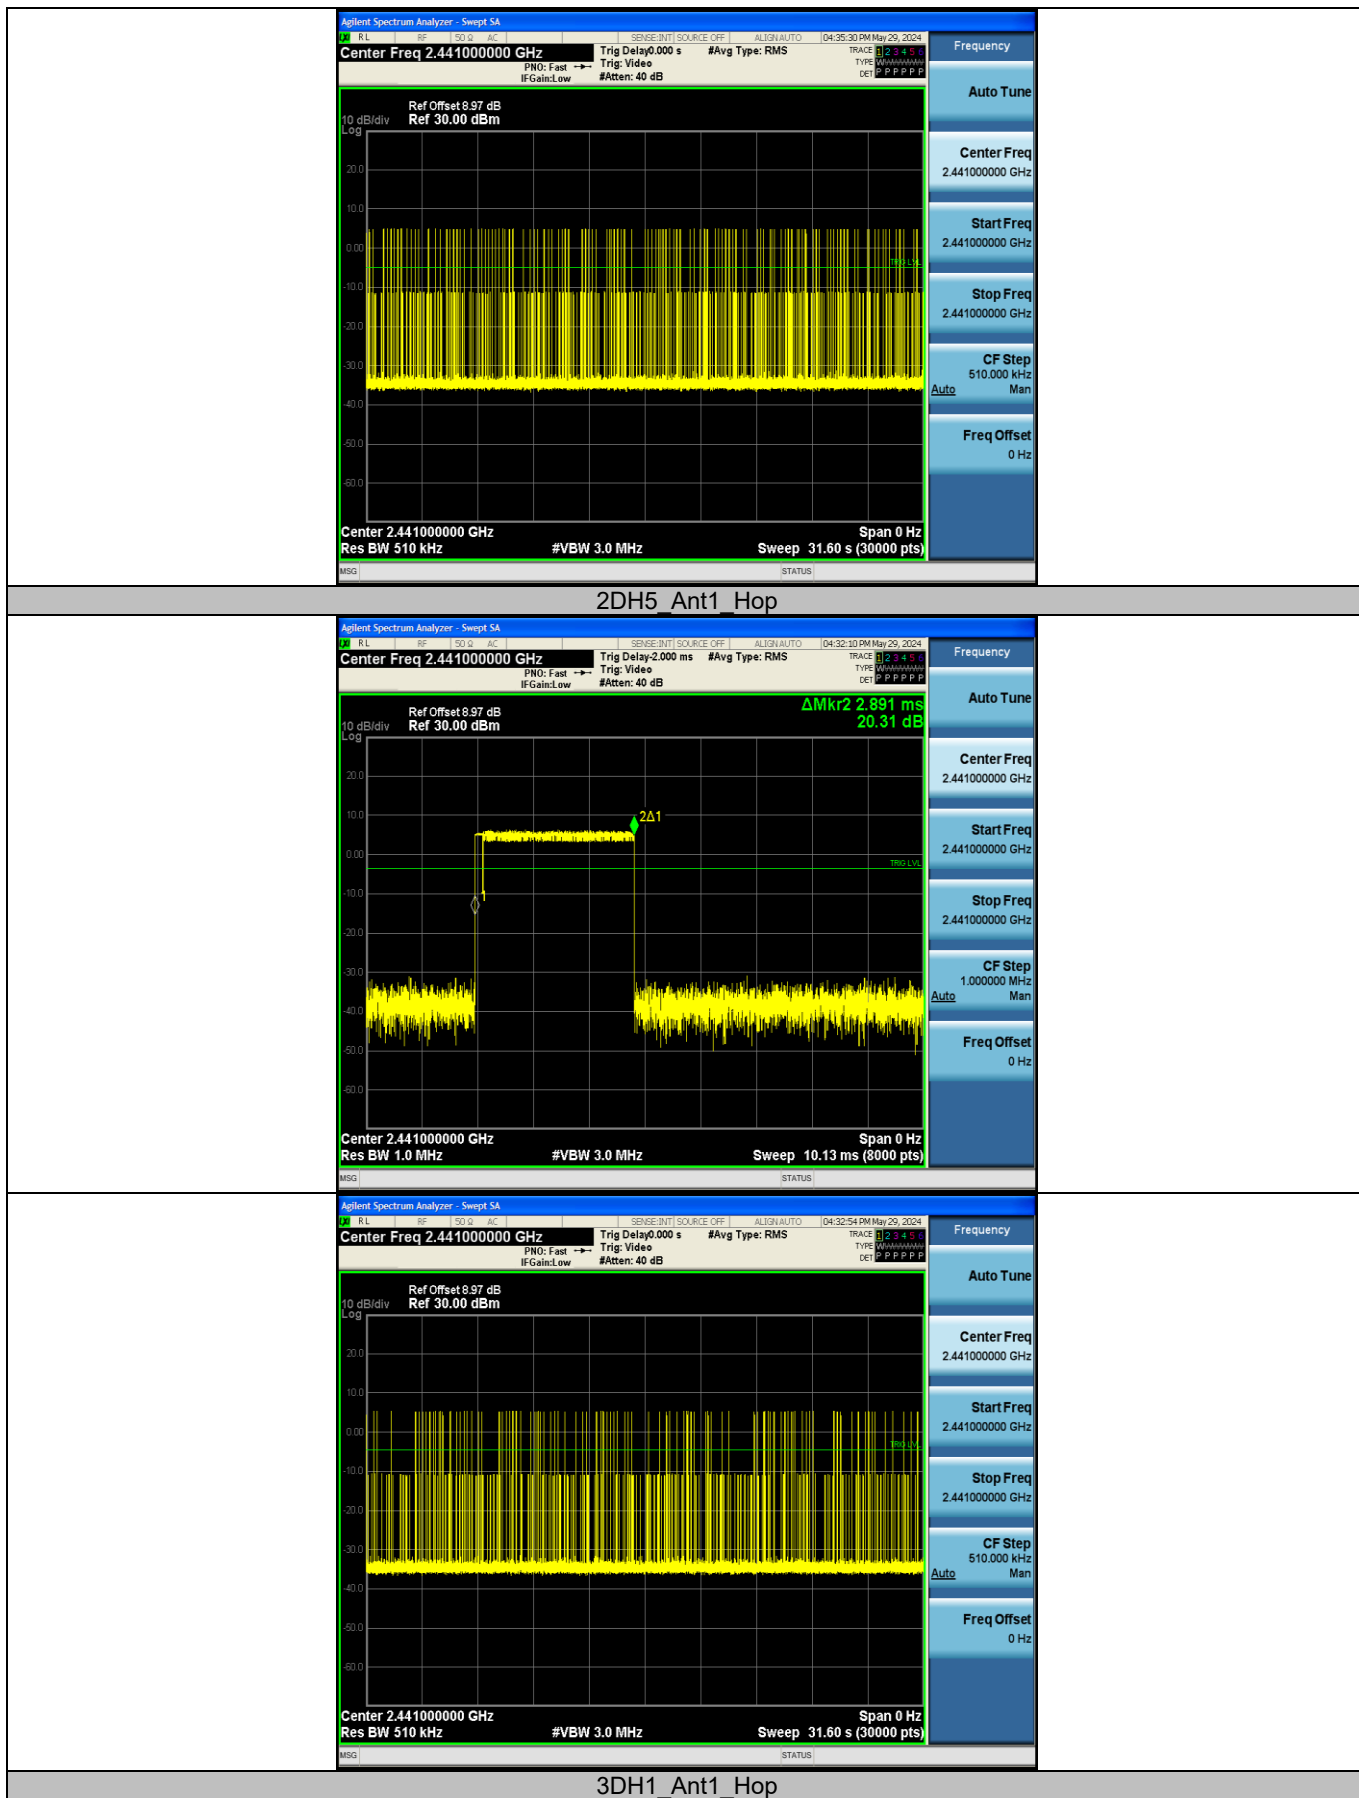 Agilent Spectrum Analyzer - Swept SA
RL RF 50 Ω AC SENSE:INT SOURCE OFF ALIGNAUTO 04:35:30 PM May 29, 2024
Center Freq 2.441000000 GHz
Trig Delay0.000 s #Avg Type: RMS
TRACE 1 2 3 4 5 6
PNO: Fast
Trig: Video
TYPE WWWWWW
IFGain:Low
#Atten: 40 dB
DET P P P P P P
Ref Offset 8.97 dB
10 dB/div Ref 30.00 dBm
Log
20.0
10.0
0.00
TRIG LVL
-10.0
-20.0
-30.0
-40.0
-50.0
-60.0
Center 2.441000000 GHz Span 0 Hz
Res BW 510 kHz #VBW 3.0 MHz Sweep 31.60 s (30000 pts)
MSG STATUS
Frequency
Auto Tune
Center Freq
2.441000000 GHz
Start Freq
2.441000000 GHz
Stop Freq
2.441000000 GHz
CF Step
510.000 kHz
Auto Man
Freq Offset
0 Hz
2DH5_Ant1_Hop
Agilent Spectrum Analyzer - Swept SA
RL RF 50 Ω AC SENSE:INT SOURCE OFF ALIGNAUTO 04:32:10 PM May 29, 2024
Center Freq 2.441000000 GHz
Trig Delay-2.000 ms #Avg Type: RMS
TRACE 1 2 3 4 5 6
PNO: Fast
Trig: Video
TYPE WWWWWW
IFGain:Low
#Atten: 40 dB
DET P P P P P P
ΔMkr2 2.891 ms
20.31 dB
Ref Offset 8.97 dB
10 dB/div Ref 30.00 dBm
Log
20.0
10.0
2Δ1
0.00
TRIG LVL
-10.0
-20.0
-30.0
-40.0
-50.0
-60.0
Center 2.441000000 GHz Span 0 Hz
Res BW 1.0 MHz #VBW 3.0 MHz Sweep 10.13 ms (8000 pts)
MSG STATUS
Frequency
Auto Tune
Center Freq
2.441000000 GHz
Start Freq
2.441000000 GHz
Stop Freq
2.441000000 GHz
CF Step
1.000000 MHz
Auto Man
Freq Offset
0 Hz
Agilent Spectrum Analyzer - Swept SA
RL RF 50 Ω AC SENSE:INT SOURCE OFF ALIGNAUTO 04:32:54 PM May 29, 2024
Center Freq 2.441000000 GHz
Trig Delay0.000 s #Avg Type: RMS
TRACE 1 2 3 4 5 6
PNO: Fast
Trig: Video
TYPE WWWWWW
IFGain:Low
#Atten: 40 dB
DET P P P P P P
Ref Offset 8.97 dB
10 dB/div Ref 30.00 dBm
Log
20.0
10.0
0.00
TRIG LVL
-10.0
-20.0
-30.0
-40.0
-50.0
-60.0
Center 2.441000000 GHz Span 0 Hz
Res BW 510 kHz #VBW 3.0 MHz Sweep 31.60 s (30000 pts)
MSG STATUS
Frequency
Auto Tune
Center Freq
2.441000000 GHz
Start Freq
2.441000000 GHz
Stop Freq
2.441000000 GHz
CF Step
510.000 kHz
Auto Man
Freq Offset
0 Hz
3DH1_Ant1_Hop